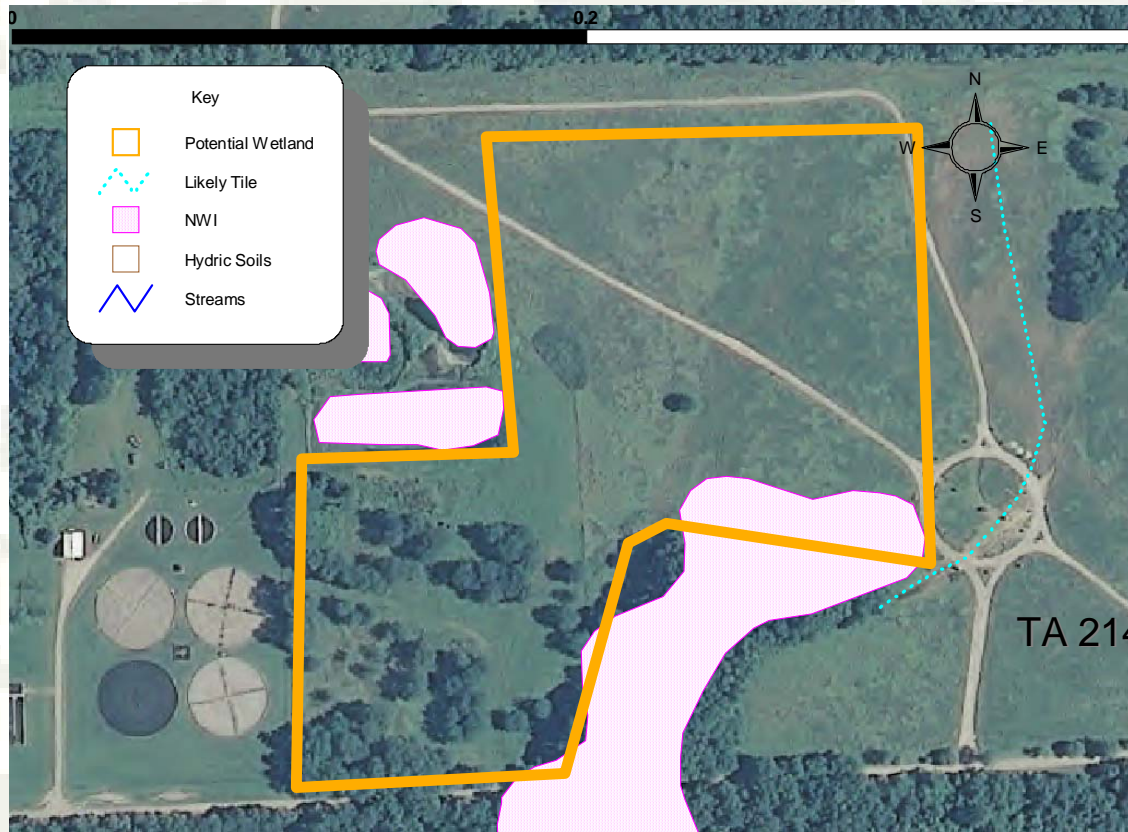 0
0.2
Key
Potential Wetland
Likely Tile
NWI
Hydric Soils
Streams
N
W
E
S
TA 214